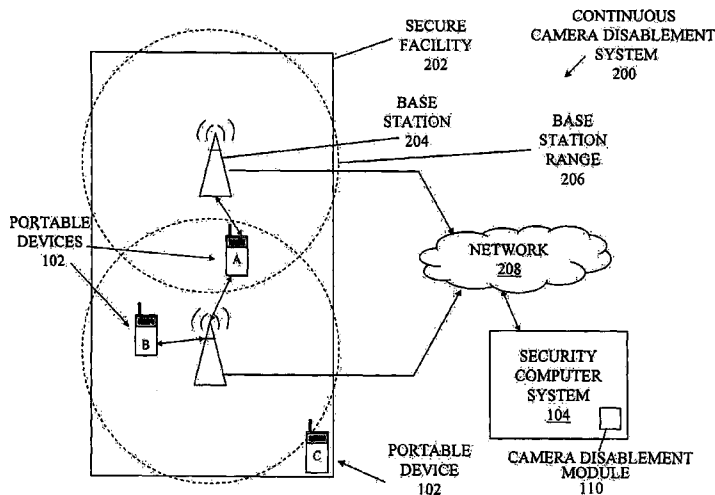 SECURE
FACILITY
202
CONTINUOUS
CAMERA DISABLEMENT
SYSTEM
200
BASE
STATION
204
BASE
STATION
RANGE
206
PORTABLE
DEVICES
102
A
NETWORK
208
B
SECURITY
COMPUTER
SYSTEM
104
C
PORTABLE
DEVICE
102
CAMERA DISABLEMENT
MODULE
110